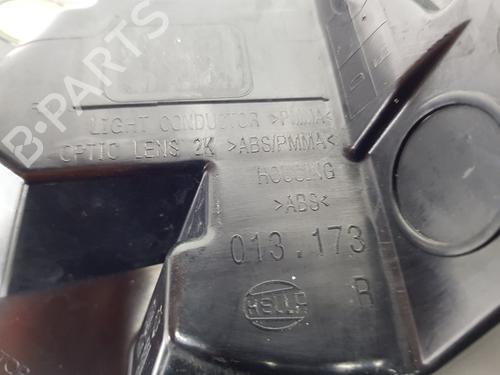 B-PARTS
LIGHT CONDUCTOR >PMMA<
OPTIC LENS 2K >ABS/PMMA<
HOUSING
>ABS<
013.173
HELLA R